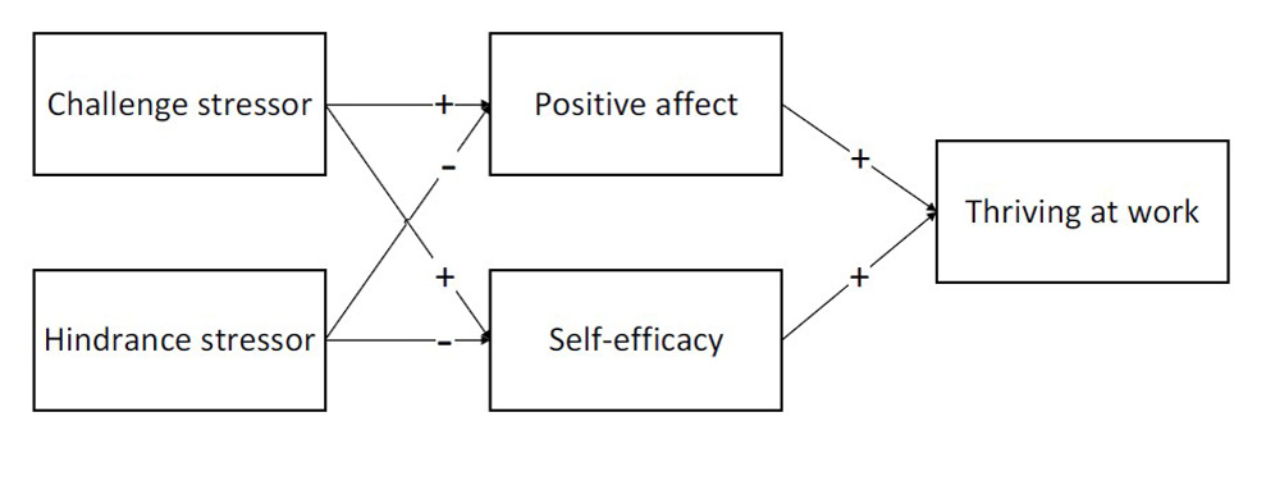 Challenge stressor
+
Positive affect
-
+
Thriving at work
+
+
Hindrance stressor
-
Self-efficacy